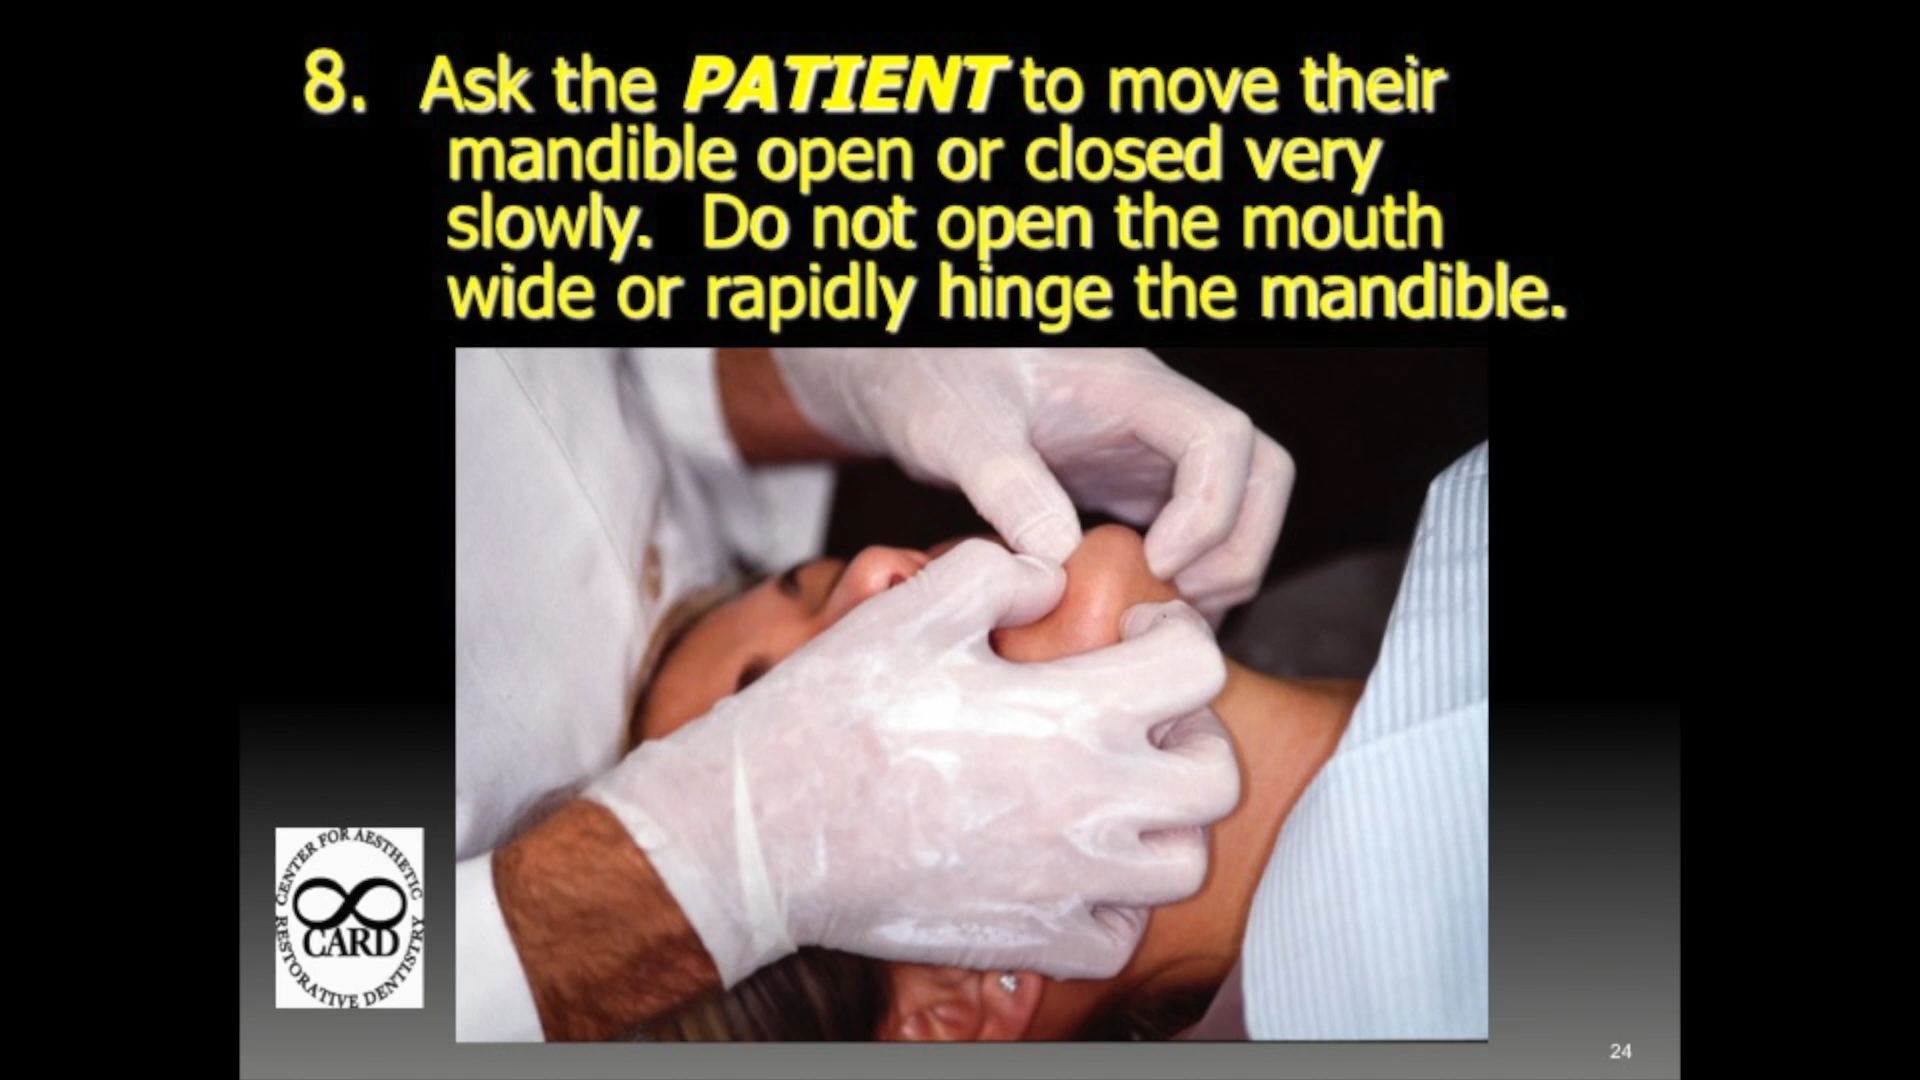 8. Ask the PATIENT to move their
mandible open or closed very
slowly. Do not open the mouth
wide or rapidly hinge the mandible.
CENTER FOR AESTHETIC
CARD
RESTORATIVE DENTISTRY
24